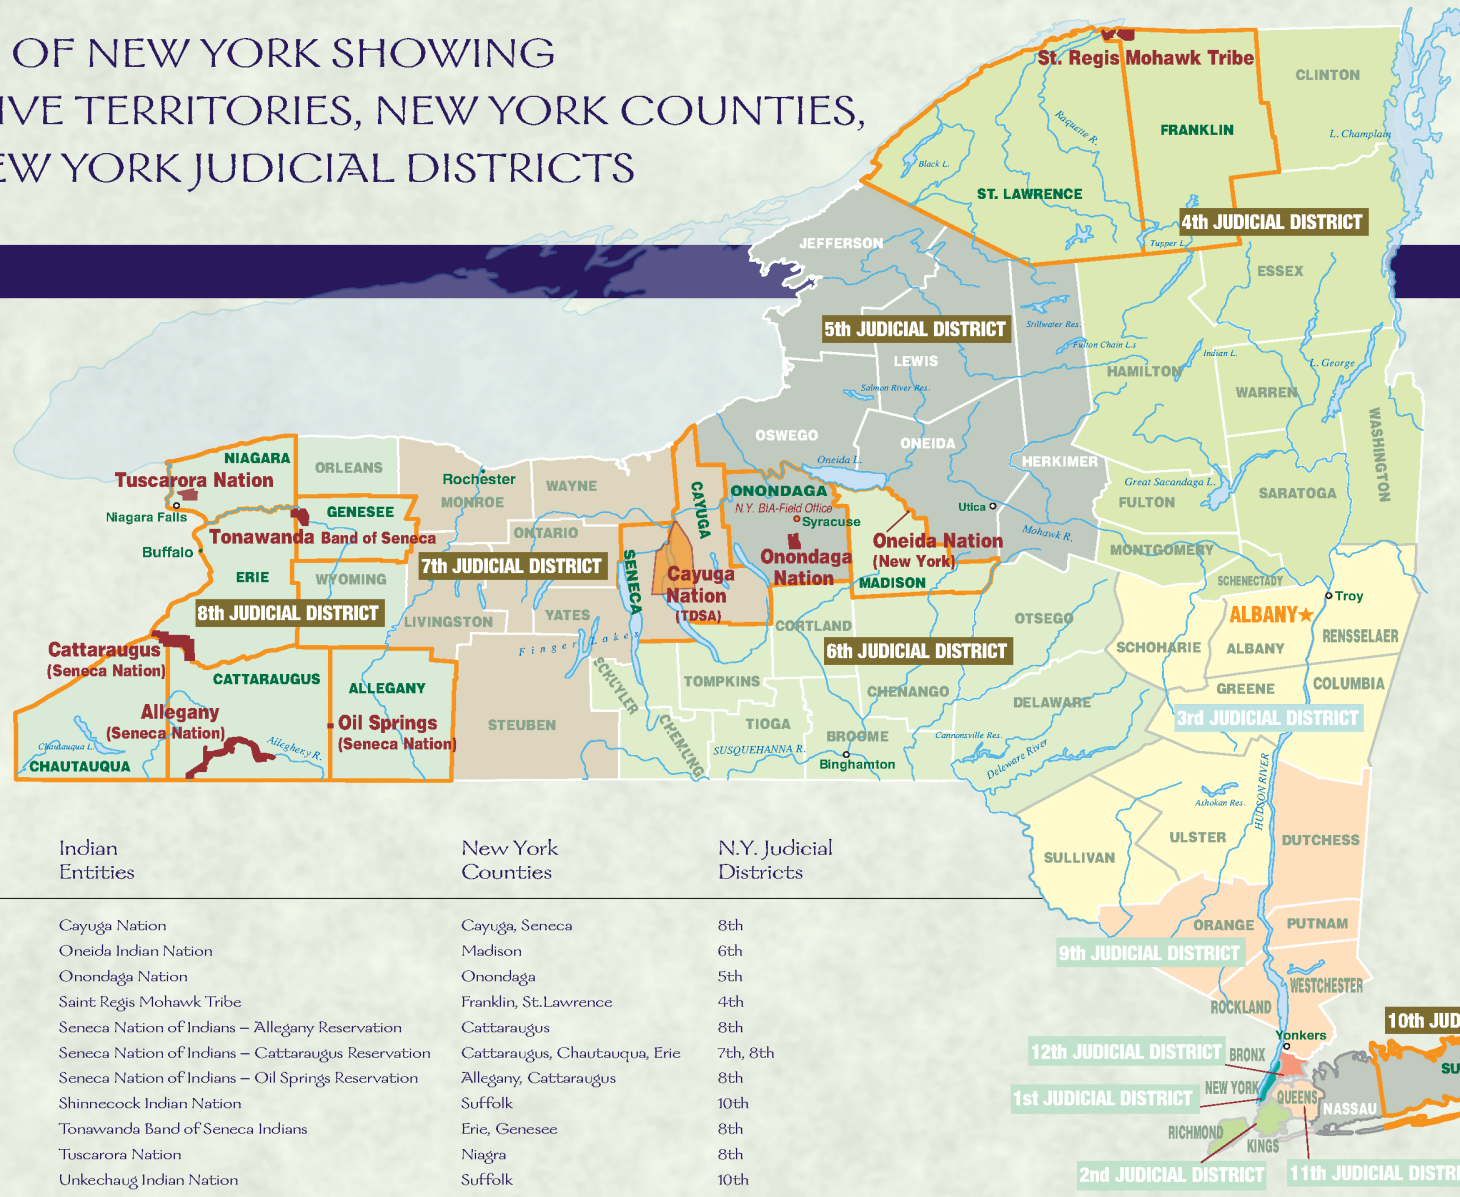 OF NEW YORK SHOWING
IVE TERRITORIES, NEW YORK COUNTIES,
EW YORK JUDICIAL DISTRICTS
St. Regis Mohawk Tribe
CLINTON
Raquette R.
FRANKLIN
L. Champlain
Black L.
ST. LAWRENCE
4th JUDICIAL DISTRICT
JEFFERSON
Tupper L.
ESSEX
5th JUDICIAL DISTRICT
Stillwater Res.
Fulton Chain L.s
Indian L.
LEWIS
HAMILTON
L. George
Salmon River Res.
WARREN
WASHINGTON
OSWEGO
ONEIDA
Oneida L.
HERKIMER
NIAGARA
ORLEANS
Tuscarora Nation
Rochester
MONROE
WAYNE
CAYUGA
ONONDAGA
Great Sacandaga L.
SARATOGA
FULTON
N.Y. BIA-Field Office
Syracuse
Utica
Niagara Falls
GENESEE
Mohawk R.
Tonawanda Band of Seneca
ONTARIO
Oneida Nation
(New York)
Buffalo
Onondaga
Nation
MONTGOMERY
7th JUDICIAL DISTRICT
SENECA
Cayuga
Nation
(TDSA)
MADISON
SCHENECTADY
ERIE
WYOMING
Troy
8th JUDICIAL DISTRICT
LIVINGSTON
YATES
CORTLAND
OTSEGO
ALBANY
RENSSELAER
Finger Lakes
6th JUDICIAL DISTRICT
SCHOHARIE
ALBANY
Cattaraugus
(Seneca Nation)
CATTARAUGUS
ALLEGANY
SCHUYLER
TOMPKINS
CHENANGO
DELAWARE
GREENE
COLUMBIA
Allegany
(Seneca Nation)
Oil Springs
(Seneca Nation)
STEUBEN
CHEMUNG
TIOGA
BROOME
3rd JUDICIAL DISTRICT
Chautauqua L.
Allegheny R.
SUSQUEHANNA R.
Cannonsville Res.
Delaware River
CHAUTAUQUA
Binghamton
HUDSON RIVER
Ashokan Res.
ULSTER
DUTCHESS
SULLIVAN
ORANGE
PUTNAM
9th JUDICIAL DISTRICT
WESTCHESTER
ROCKLAND
10th JUD
Yonkers
12th JUDICIAL DISTRICT
BRONX
SU
NEW YORK
1st JUDICIAL DISTRICT
QUEENS
NASSAU
RICHMOND
KINGS
2nd JUDICIAL DISTRICT
11th JUDICIAL DISTRI
Indian Entities New York Counties N.Y. Judicial Districts
Cayuga Nation Cayuga, Seneca 8th
Oneida Indian Nation Madison 6th
Onondaga Nation Onondaga 5th
Saint Regis Mohawk Tribe Franklin, St.Lawrence 4th
Seneca Nation of Indians – Allegany Reservation Cattaraugus 8th
Seneca Nation of Indians – Cattaraugus Reservation Cattaraugus, Chautauqua, Erie 7th, 8th
Seneca Nation of Indians – Oil Springs Reservation Allegany, Cattaraugus 8th
Shinnecock Indian Nation Suffolk 10th
Tonawanda Band of Seneca Indians Erie, Genesee 8th
Tuscarora Nation Niagra 8th
Unkechaug Indian Nation Suffolk 10th